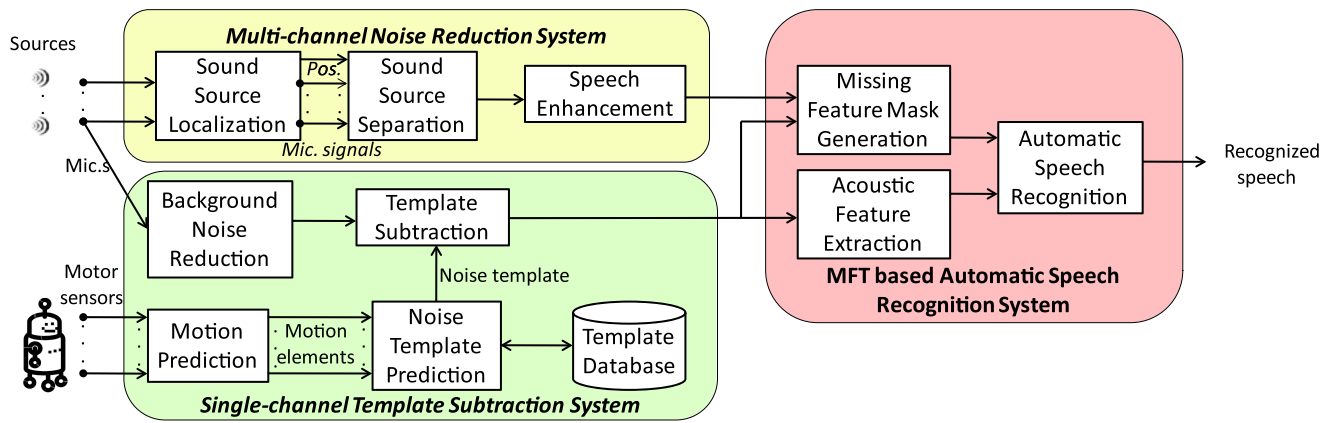 Sources
Mic.s
Motor
sensors
Multi-channel Noise Reduction System
Sound
Source
Localization
Pos.
Mic. signals
Sound
Source
Separation
Speech
Enhancement
Background
Noise
Reduction
Template
Subtraction
Noise template
Motion
Prediction
Motion
elements
Noise
Template
Prediction
Template
Database
Single-channel Template Subtraction System
Missing
Feature Mask
Generation
Acoustic
Feature
Extraction
Automatic
Speech
Recognition
MFT based Automatic Speech
Recognition System
Recognized
speech